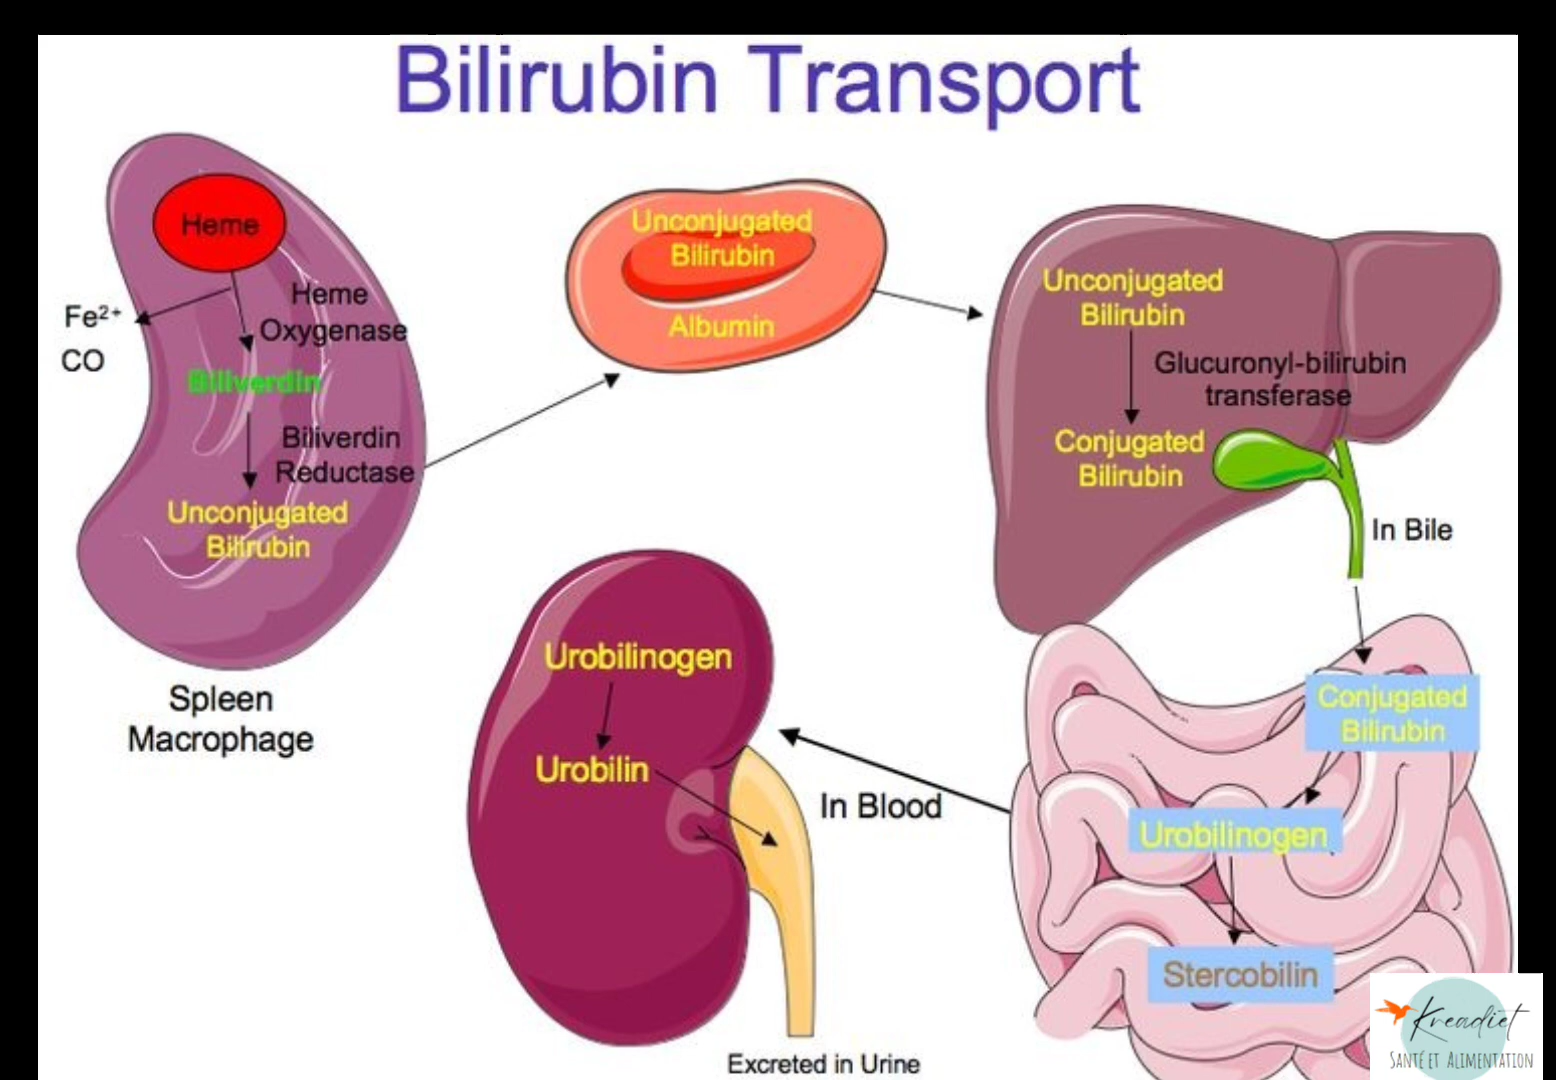 Bilirubin Transport
Heme
Fe²⁺
CO
Heme
Oxygenase
Biliverdin
Biliverdin
Reductase
Unconjugated
Bilirubin
Spleen
Macrophage
Unconjugated
Bilirubin
Albumin
Unconjugated
Bilirubin
Glucuronyl-bilirubin
transferase
Conjugated
Bilirubin
In Bile
Conjugated
Bilirubin
Urobilinogen
Stercobilin
In Blood
Urobilinogen
Urobilin
Excreted in Urine
Kreadiet
SANTÉ ET ALIMENTATION